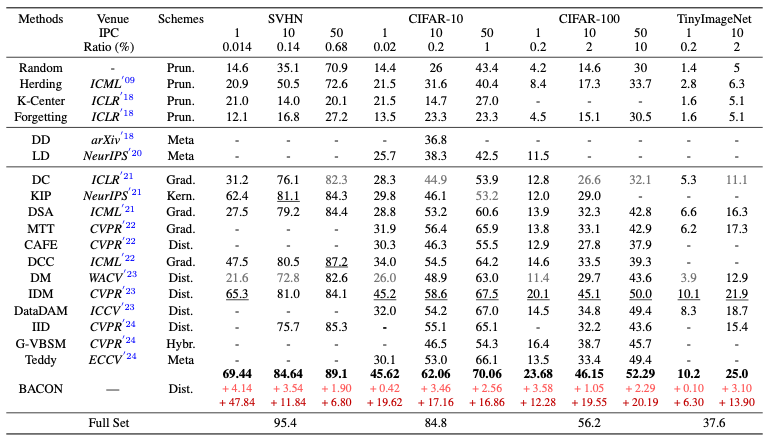 Methods Venue Schemes SVHN CIFAR-10 CIFAR-100 TinyImageNet
IPC 1 10 50 1 10 50 1 10 50 1 10
Ratio (%) 0.014 0.14 0.68 0.02 0.2 1 0.2 2 10 0.2 2
Random - Prun. 14.6 35.1 70.9 14.4 26 43.4 4.2 14.6 30 1.4 5
Herding ICML'09 Prun. 20.9 50.5 72.6 21.5 31.6 40.4 8.4 17.3 33.7 2.8 6.3
K-Center ICLR'18 Prun. 21.0 14.0 20.1 21.5 14.7 27.0 - - - 1.6 5.1
Forgetting ICLR'18 Prun. 12.1 16.8 27.2 13.5 23.3 23.3 4.5 15.1 30.5 1.6 5.1
DD arXiv'18 Meta - - - - 36.8 - - - - - -
LD NeurIPS'20 Meta - - - 25.7 38.3 42.5 11.5 - - - -
DC ICLR'21 Grad. 31.2 76.1 82.3 28.3 44.9 53.9 12.8 26.6 32.1 5.3 11.1
KIP NeurIPS'21 Kern. 62.4 81.1 84.3 29.8 46.1 53.2 12.0 29.0 - - -
DSA ICML'21 Grad. 27.5 79.2 84.4 28.8 53.2 60.6 13.9 32.3 42.8 6.6 16.3
MTT CVPR'22 Grad. - - - 31.9 56.4 65.9 13.8 33.1 42.9 6.2 17.3
CAFE CVPR'22 Dist. - - - 30.3 46.3 55.5 12.9 27.8 37.9 - -
DCC ICML'22 Grad. 47.5 80.5 87.2 34.0 54.5 64.2 14.6 33.5 39.3 - -
DM WACV'23 Dist. 21.6 72.8 82.6 26.0 48.9 63.0 11.4 29.7 43.6 3.9 12.9
IDM CVPR'23 Dist. 65.3 81.0 84.1 45.2 58.6 67.5 20.1 45.1 50.0 10.1 21.9
DataDAM ICCV'23 Dist. - - - 32.0 54.2 67.0 14.5 34.8 49.4 8.3 18.7
IID CVPR'24 Dist. - 75.7 85.3 - 55.1 65.1 - 32.2 43.6 - 15.4
G-VBSM CVPR'24 Hybr. - - - - 46.5 54.3 16.4 38.7 45.7 - -
Teddy ECCV'24 Meta - - - 30.1 53.0 66.1 13.5 33.4 49.4 - -
69.44 84.64 89.1 45.62 62.06 70.06 23.68 46.15 52.29 10.2 25.0
BACON — Dist. + 4.14 + 3.54 + 1.90 + 0.42 + 3.46 + 2.56 + 3.58 + 1.05 + 2.29 + 0.10 + 3.10
+ 47.84 + 11.84 + 6.80 + 19.62 + 17.16 + 16.86 + 12.28 + 19.55 + 20.19 + 6.30 + 13.90
Full Set 95.4 84.8 56.2 37.6